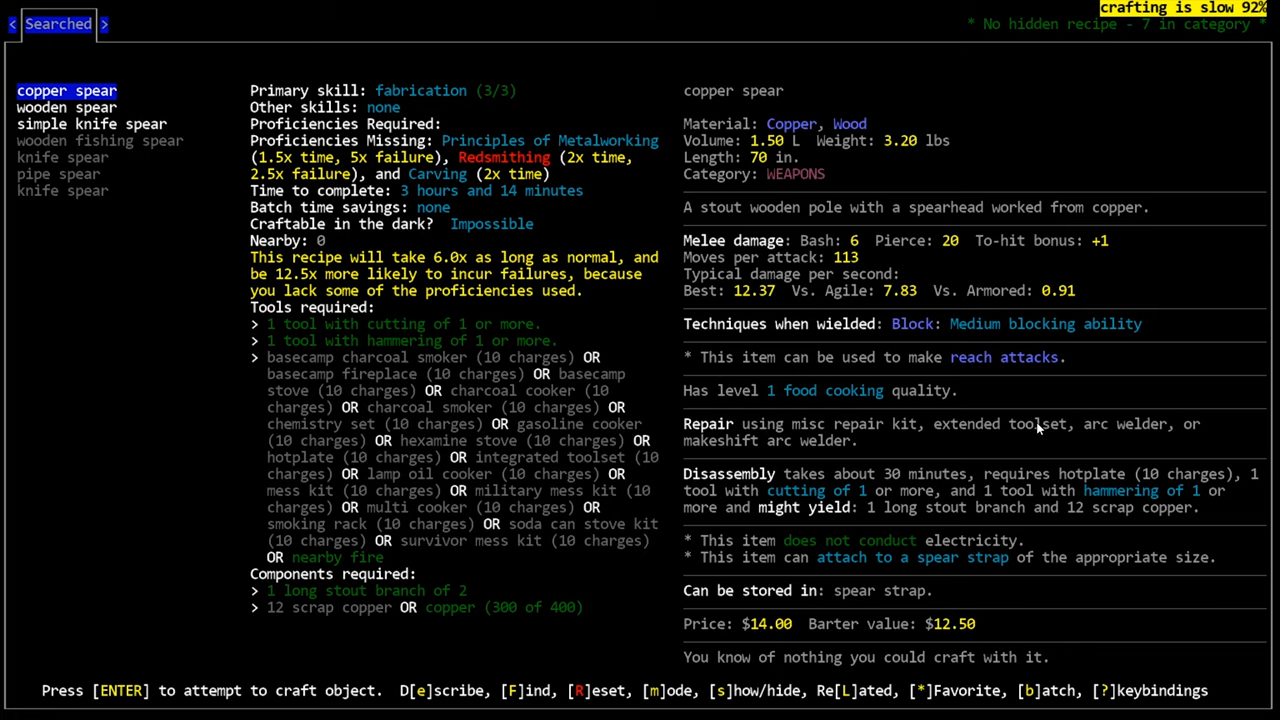 crafting is slow 92%
< Searched >
* No hidden recipe - 7 in category *
copper spear
wooden spear
simple knife spear
wooden fishing spear
knife spear
pipe spear
knife spear
Primary skill: fabrication (3/3)
Other skills: none
Proficiencies Required:
Proficiencies Missing: Principles of Metalworking
(1.5x time, 5x failure), Redsmithing (2x time,
2.5x failure), and Carving (2x time)
Time to complete: 3 hours and 14 minutes
Batch time savings: none
Craftable in the dark? Impossible
Nearby: 0
This recipe will take 6.0x as long as normal, and
be 12.5x more likely to incur failures, because
you lack some of the proficiencies used.
Tools required:
> 1 tool with cutting of 1 or more.
> 1 tool with hammering of 1 or more.
> basecamp charcoal smoker (10 charges) OR
basecamp fireplace (10 charges) OR basecamp
stove (10 charges) OR charcoal cooker (10
charges) OR charcoal smoker (10 charges) OR
chemistry set (10 charges) OR gasoline cooker
(10 charges) OR hexamine stove (10 charges) OR
hotplate (10 charges) OR integrated toolset (10
charges) OR lamp oil cooker (10 charges) OR
mess kit (10 charges) OR military mess kit (10
charges) OR multi cooker (10 charges) OR
smoking rack (10 charges) OR soda can stove kit
(10 charges) OR survivor mess kit (10 charges)
OR nearby fire
Components required:
> 1 long stout branch of 2
> 12 scrap copper OR copper (300 of 400)
copper spear
Material: Copper, Wood
Volume: 1.50 L Weight: 3.20 lbs
Length: 70 in.
Category: WEAPONS
A stout wooden pole with a spearhead worked from copper.
Melee damage: Bash: 6 Pierce: 20 To-hit bonus: +1
Moves per attack: 113
Typical damage per second:
Best: 12.37 Vs. Agile: 7.83 Vs. Armored: 0.91
Techniques when wielded: Block: Medium blocking ability
* This item can be used to make reach attacks.
Has level 1 food cooking quality.
Repair using misc repair kit, extended toolset, arc welder, or
makeshift arc welder.
Disassembly takes about 30 minutes, requires hotplate (10 charges), 1
tool with cutting of 1 or more, and 1 tool with hammering of 1 or
more and might yield: 1 long stout branch and 12 scrap copper.
* This item does not conduct electricity.
* This item can attach to a spear strap of the appropriate size.
Can be stored in: spear strap.
Price: $14.00 Barter value: $12.50
You know of nothing you could craft with it.
Press [ENTER] to attempt to craft object. D[e]scribe, [F]ind, [R]eset, [m]ode, [s]how/hide, Re[L]ated, [*]Favorite, [b]atch, [?]keybindings